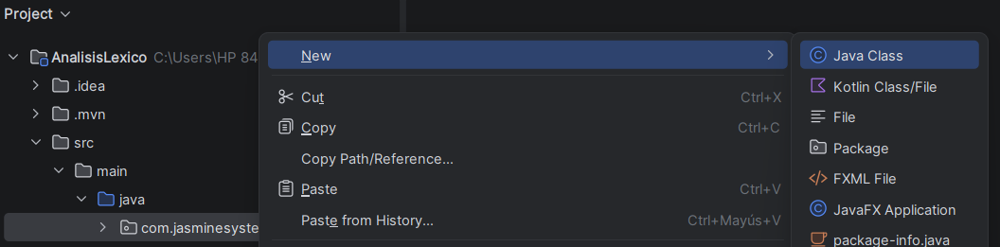 Project
AnalisisLexico C:\Users\HP 84
.idea
.mvn
src
main
java
com.jasminesyste
New
Cut Ctrl+X
Copy Ctrl+C
Copy Path/Reference...
Paste Ctrl+V
Paste from History... Ctrl+Mayús+V
Java Class
Kotlin Class/File
File
Package
FXML File
JavaFX Application
package-info.java